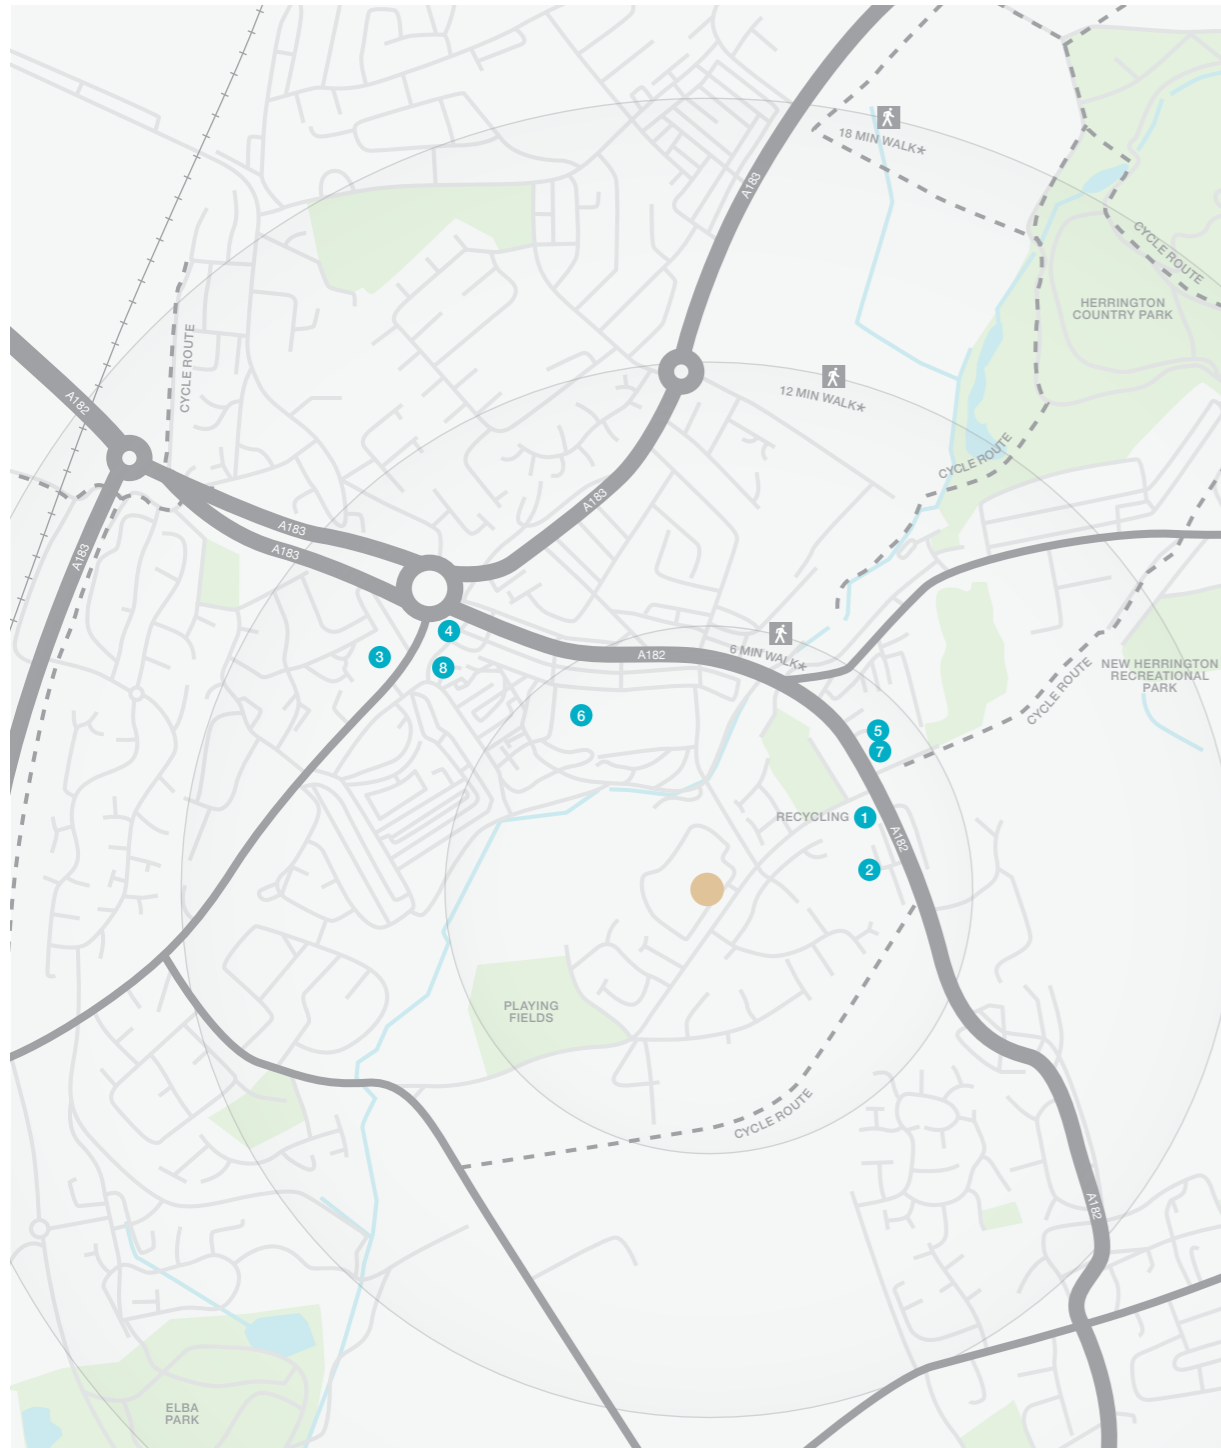 18 MIN WALK*
A183
CYCLE ROUTE
HERRINGTON
COUNTRY PARK
CYCLE ROUTE
12 MIN WALK*
A182
CYCLE ROUTE
A183
A183
A183
A183
4
6 MIN WALK*
3
8
A182
NEW HERRINGTON
RECREATIONAL
PARK
CYCLE ROUTE
6
5
7
RECYCLING
1
A182
2
PLAYING
FIELDS
CYCLE ROUTE
A182
ELBA
PARK